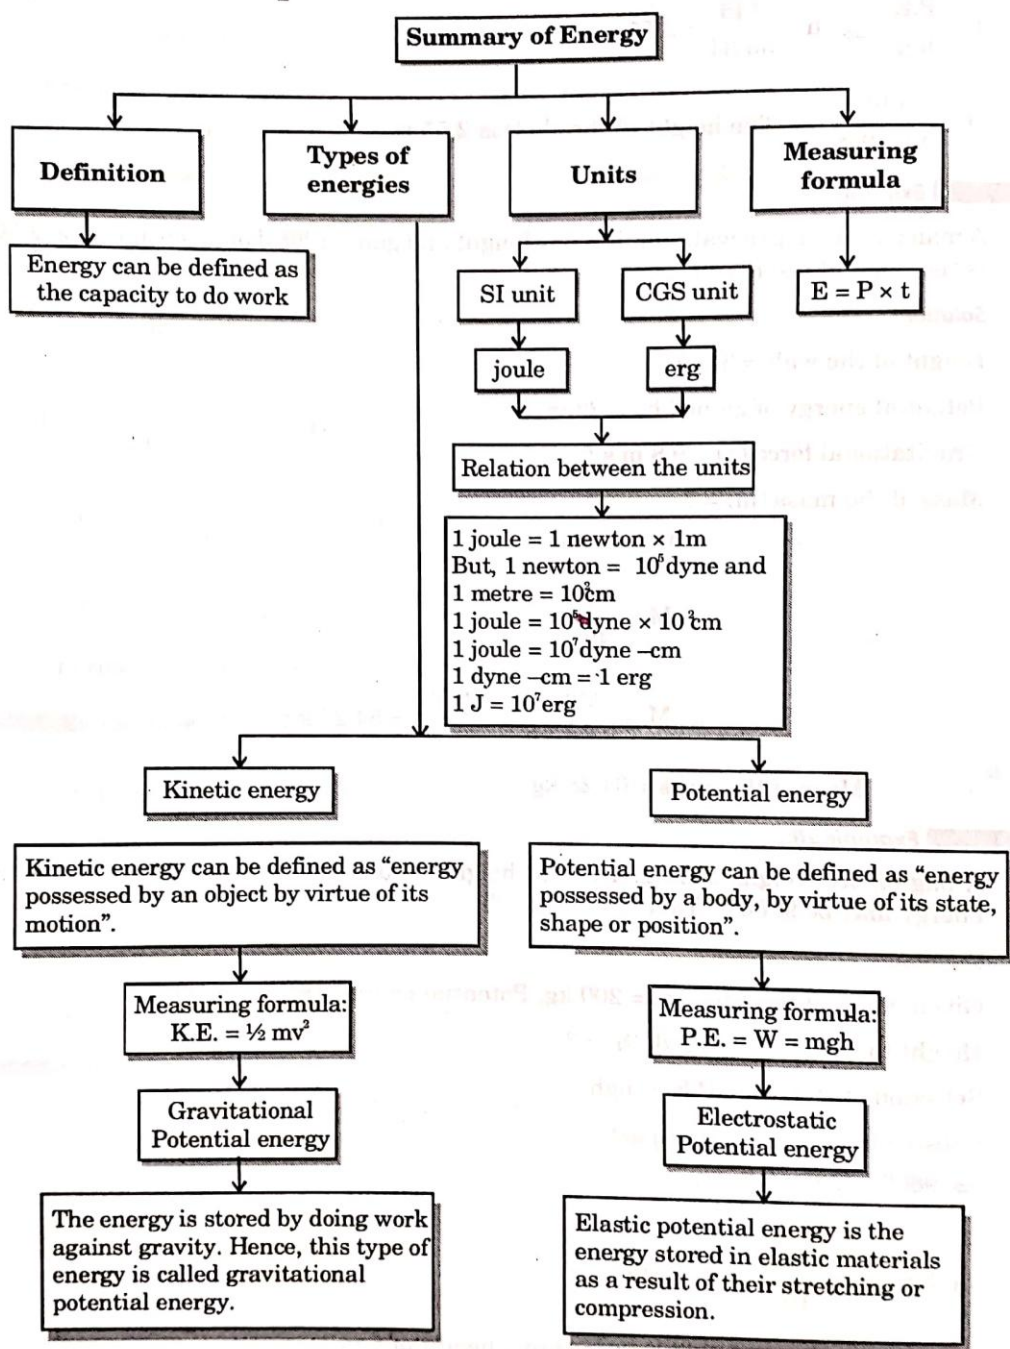 Summary of Energy
Definition
Types of
energies
Units
Measuring
formula
Energy can be defined as
the capacity to do work
SI unit
CGS unit
E = P × t
joule
erg
Relation between the units
1 joule = 1 newton × 1m
But, 1 newton = 10⁵ dyne and
1 metre = 10²cm
1 joule = 10⁵dyne × 10²cm
1 joule = 10⁷ dyne –cm
1 dyne –cm = 1 erg
1 J = 10⁷ erg
Kinetic energy
Potential energy
Kinetic energy can be defined as “energy
possessed by an object by virtue of its
motion”.
Potential energy can be defined as “energy
possessed by a body, by virtue of its state,
shape or position”.
Measuring formula:
K.E. = ½ mv²
Measuring formula:
P.E. = W = mgh
Gravitational
Potential energy
Electrostatic
Potential energy
The energy is stored by doing work
against gravity. Hence, this type of
energy is called gravitational
potential energy.
Elastic potential energy is the
energy stored in elastic materials
as a result of their stretching or
compression.